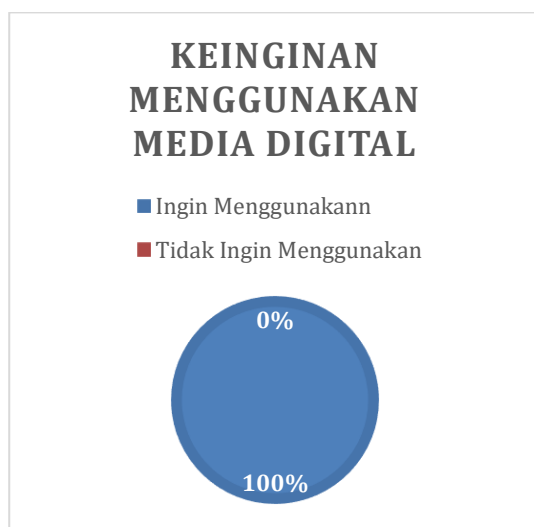 KEINGINAN
MENGGUNAKAN
MEDIA DIGITAL
Ingin Menggunakann
Tidak Ingin Menggunakan
0%
100%